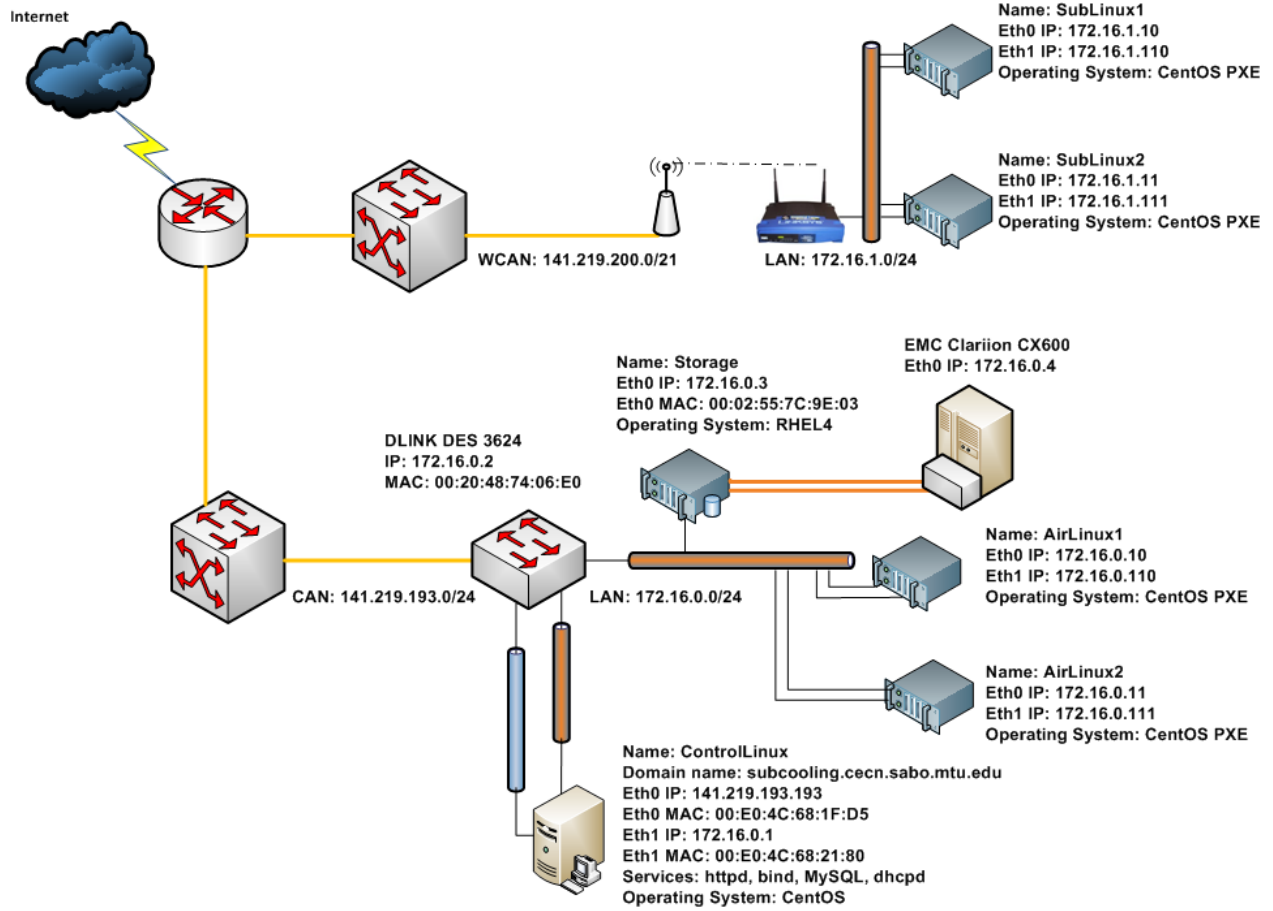 Internet
Name: SubLinux1
Eth0 IP: 172.16.1.10
Eth1 IP: 172.16.1.110
Operating System: CentOS PXE
Name: SubLinux2
Eth0 IP: 172.16.1.11
Eth1 IP: 172.16.1.111
Operating System: CentOS PXE
WCAN: 141.219.200.0/21
LAN: 172.16.1.0/24
EMC Clariion CX600
Eth0 IP: 172.16.0.4
Name: Storage
Eth0 IP: 172.16.0.3
Eth0 MAC: 00:02:55:7C:9E:03
Operating System: RHEL4
DLINK DES 3624
IP: 172.16.0.2
MAC: 00:20:48:74:06:E0
Name: AirLinux1
Eth0 IP: 172.16.0.10
Eth1 IP: 172.16.0.110
Operating System: CentOS PXE
CAN: 141.219.193.0/24
LAN: 172.16.0.0/24
Name: AirLinux2
Eth0 IP: 172.16.0.11
Eth1 IP: 172.16.0.111
Operating System: CentOS PXE
Name: ControlLinux
Domain name: subcooling.cecn.sabo.mtu.edu
Eth0 IP: 141.219.193.193
Eth0 MAC: 00:E0:4C:68:1F:D5
Eth1 IP: 172.16.0.1
Eth1 MAC: 00:E0:4C:68:21:80
Services: httpd, bind, MySQL, dhcpd
Operating System: CentOS